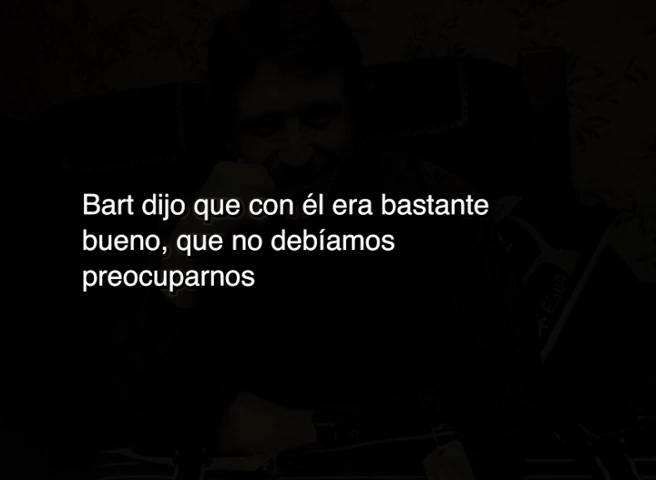 Bart dijo que con él era bastante
bueno, que no debíamos
preocuparnos